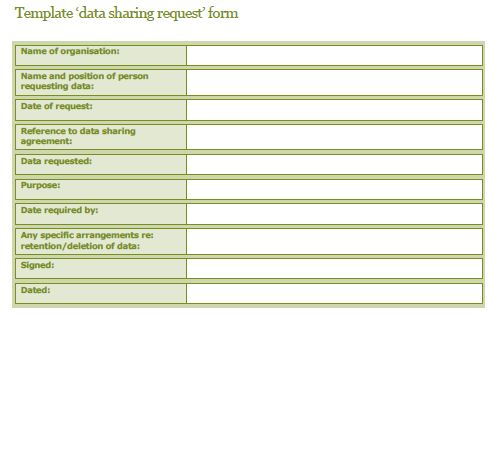 Template ‘data sharing request’ form
Name of organisation:
Name and position of person
requesting data:
Date of request:
Reference to data sharing
agreement:
Data requested:
Purpose:
Date required by:
Any specific arrangements re:
retention/deletion of data:
Signed:
Dated: